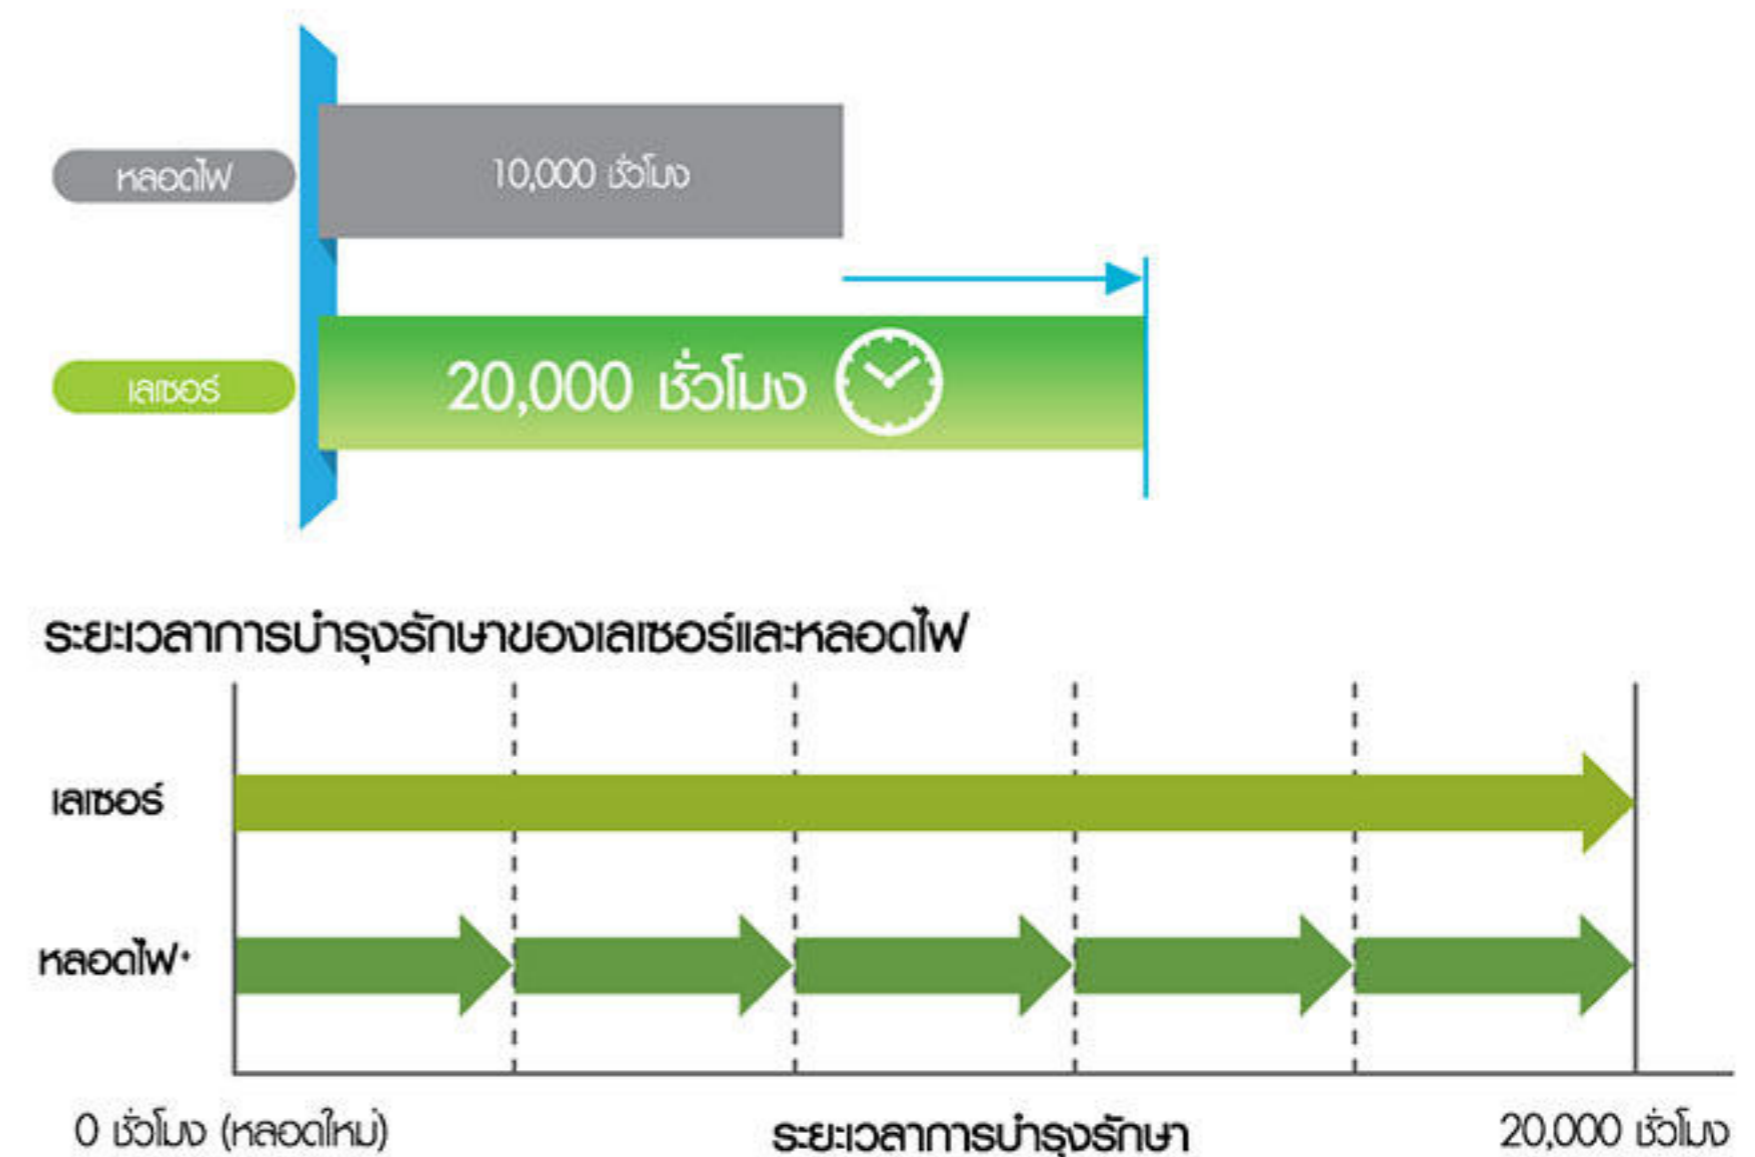 หลอดไฟ
10,000 ชั่วโมง
เลเซอร์
20,000 ชั่วโมง
ระยะเวลาการบำรุงรักษาของเลเซอร์และหลอดไฟ
เลเซอร์
หลอดไฟ*
0 ชั่วโมง (หลอดใหม่)
ระยะเวลาการบำรุงรักษา
20,000 ชั่วโมง